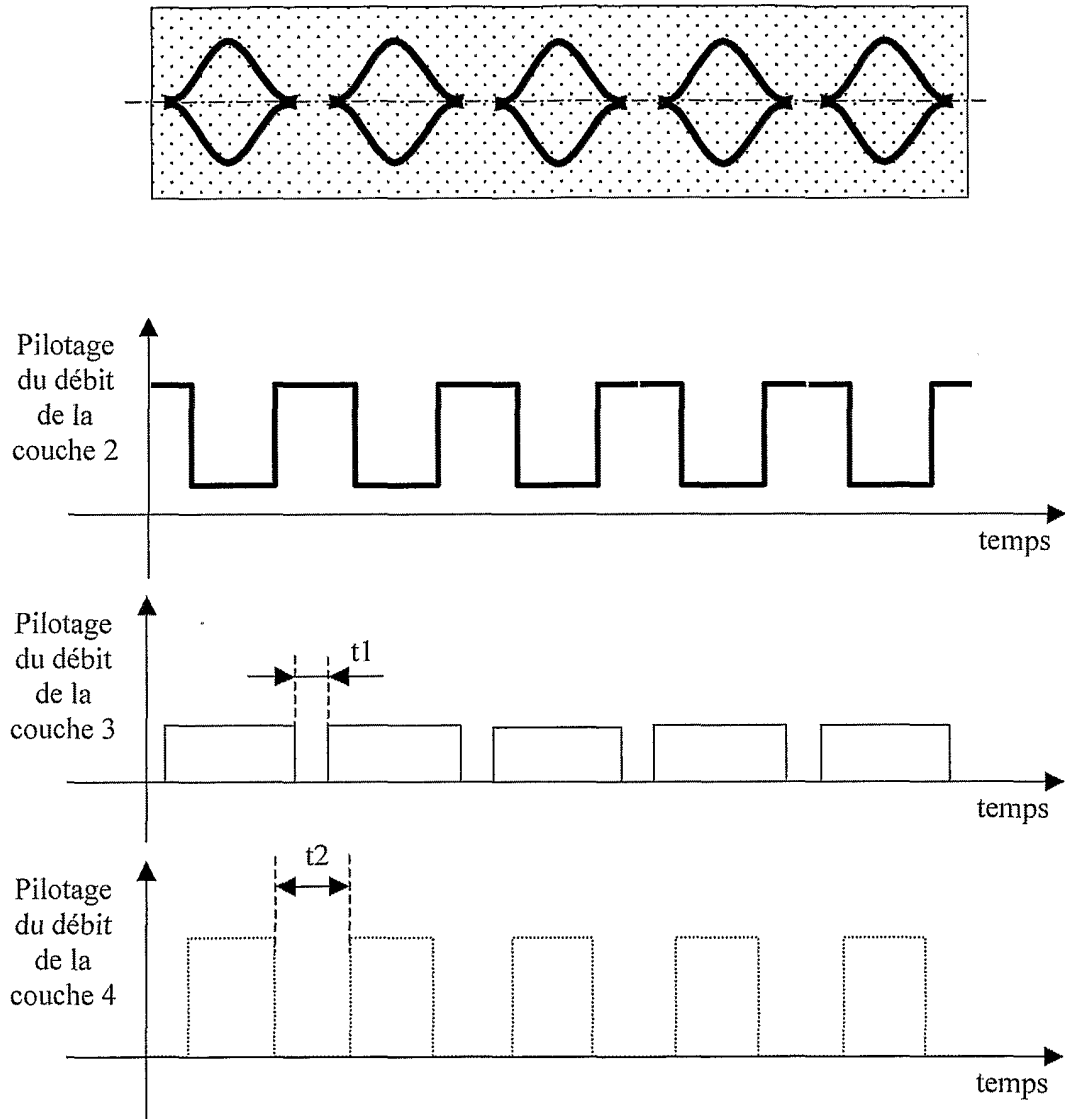 Pilotage
du débit
de la
couche 2
temps
Pilotage
du débit
de la
couche 3
t1
temps
Pilotage
du débit
de la
couche 4
t2
temps